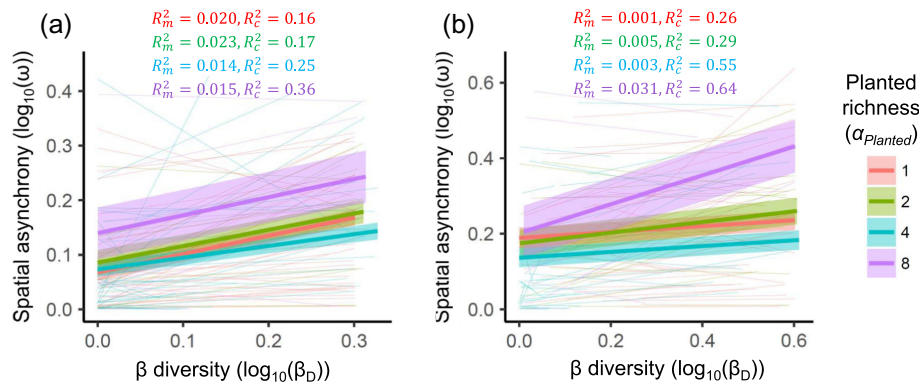 (a)
R²m = 0.020, R²c = 0.16
R²m = 0.023, R²c = 0.17
R²m = 0.014, R²c = 0.25
R²m = 0.015, R²c = 0.36
Spatial asynchrony (log₁₀(ω))
0.4
0.3
0.2
0.1
0.0
0.0 0.1 0.2 0.3
β diversity (log₁₀(β_D))
(b)
R²m = 0.001, R²c = 0.26
R²m = 0.005, R²c = 0.29
R²m = 0.003, R²c = 0.55
R²m = 0.031, R²c = 0.64
Spatial asynchrony (log₁₀(ω))
0.6
0.4
0.2
0.0
0.0 0.2 0.4 0.6
β diversity (log₁₀(β_D))
Planted
richness
(α_Planted)
1
2
4
8